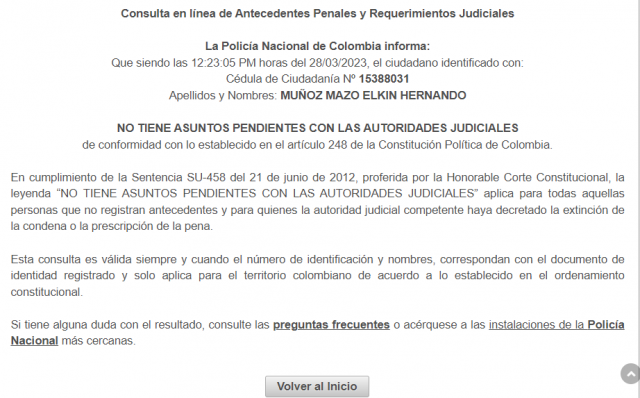 Consulta en línea de Antecedentes Penales y Requerimientos Judiciales
La Policía Nacional de Colombia informa:
Que siendo las 12:23:05 PM horas del 28/03/2023, el ciudadano identificado con:
Cédula de Ciudadanía Nº 15388031
Apellidos y Nombres: MUÑOZ MAZO ELKIN HERNANDO
NO TIENE ASUNTOS PENDIENTES CON LAS AUTORIDADES JUDICIALES
de conformidad con lo establecido en el artículo 248 de la Constitución Política de Colombia.
En cumplimiento de la Sentencia SU-458 del 21 de junio de 2012, proferida por la Honorable Corte Constitucional, la
leyenda “NO TIENE ASUNTOS PENDIENTES CON LAS AUTORIDADES JUDICIALES” aplica para todas aquellas
personas que no registran antecedentes y para quienes la autoridad judicial competente haya decretado la extinción de
la condena o la prescripción de la pena.
Esta consulta es válida siempre y cuando el número de identificación y nombres, correspondan con el documento de
identidad registrado y solo aplica para el territorio colombiano de acuerdo a lo establecido en el ordenamiento
constitucional.
Si tiene alguna duda con el resultado, consulte las preguntas frecuentes o acérquese a las instalaciones de la Policía
Nacional más cercanas.
Volver al Inicio